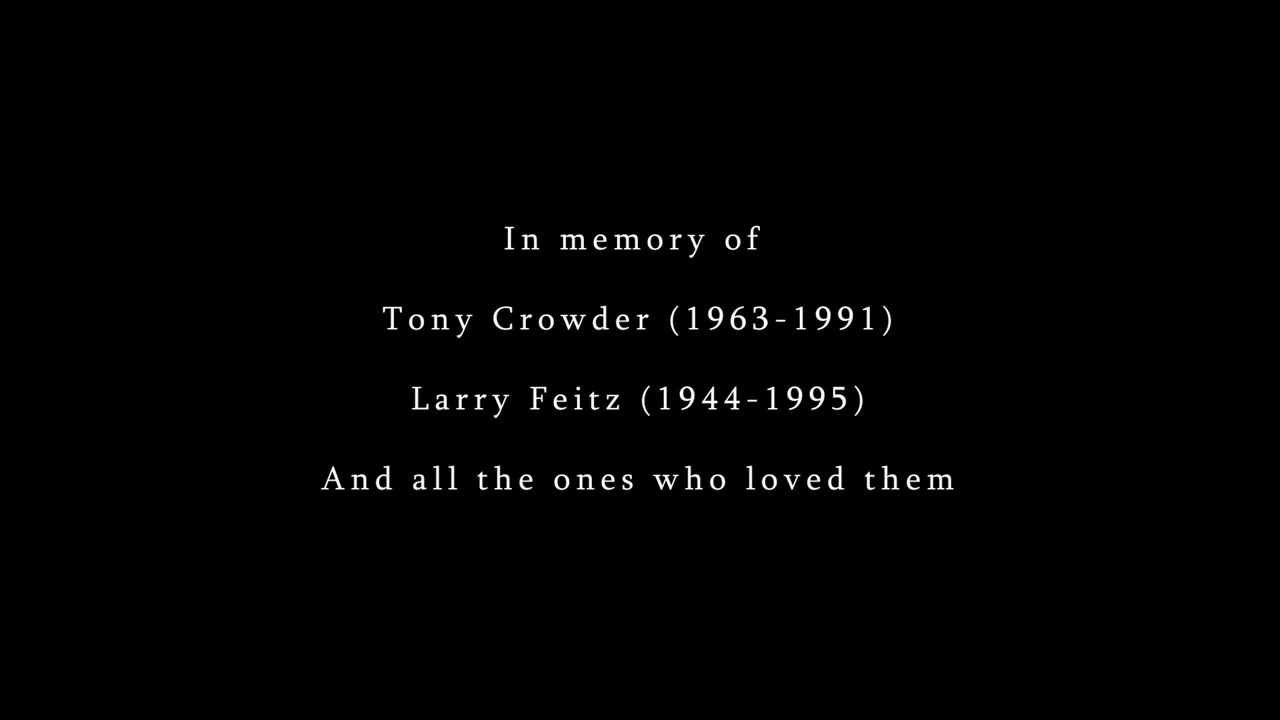 In memory of
Tony Crowder (1963-1991)
Larry Feitz (1944-1995)
And all the ones who loved them